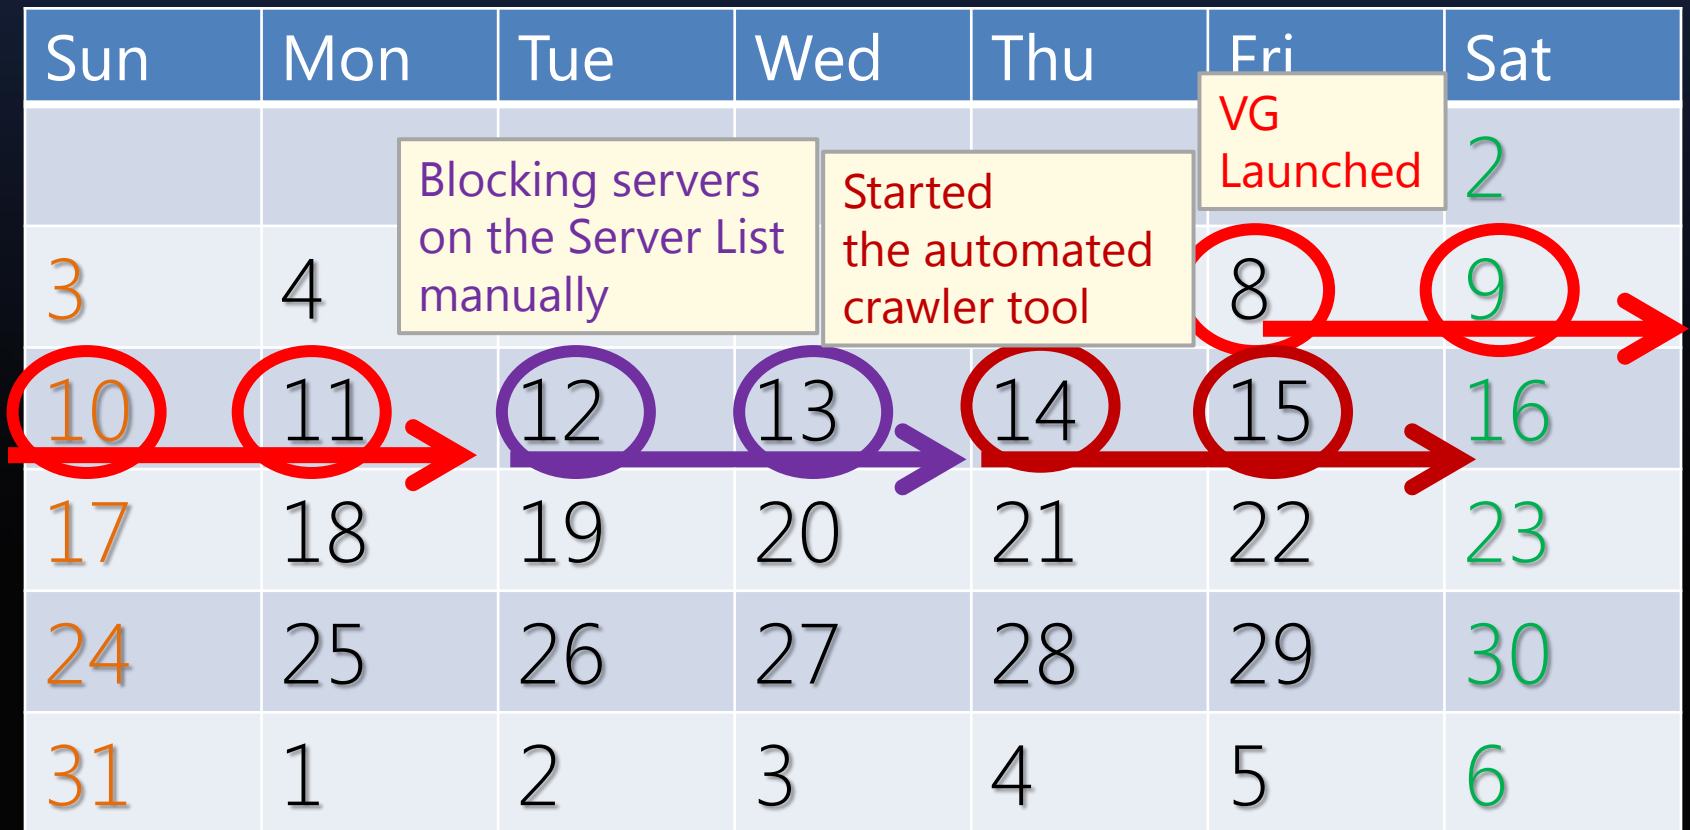 Sun Mon Tue Wed Thu Fri Sat
VG
Launched
2
Blocking servers
on the Server List
manually
Started
the automated
crawler tool
3 4 8 9
10 11 12 13 14 15 16
17 18 19 20 21 22 23
24 25 26 27 28 29 30
31 1 2 3 4 5 6